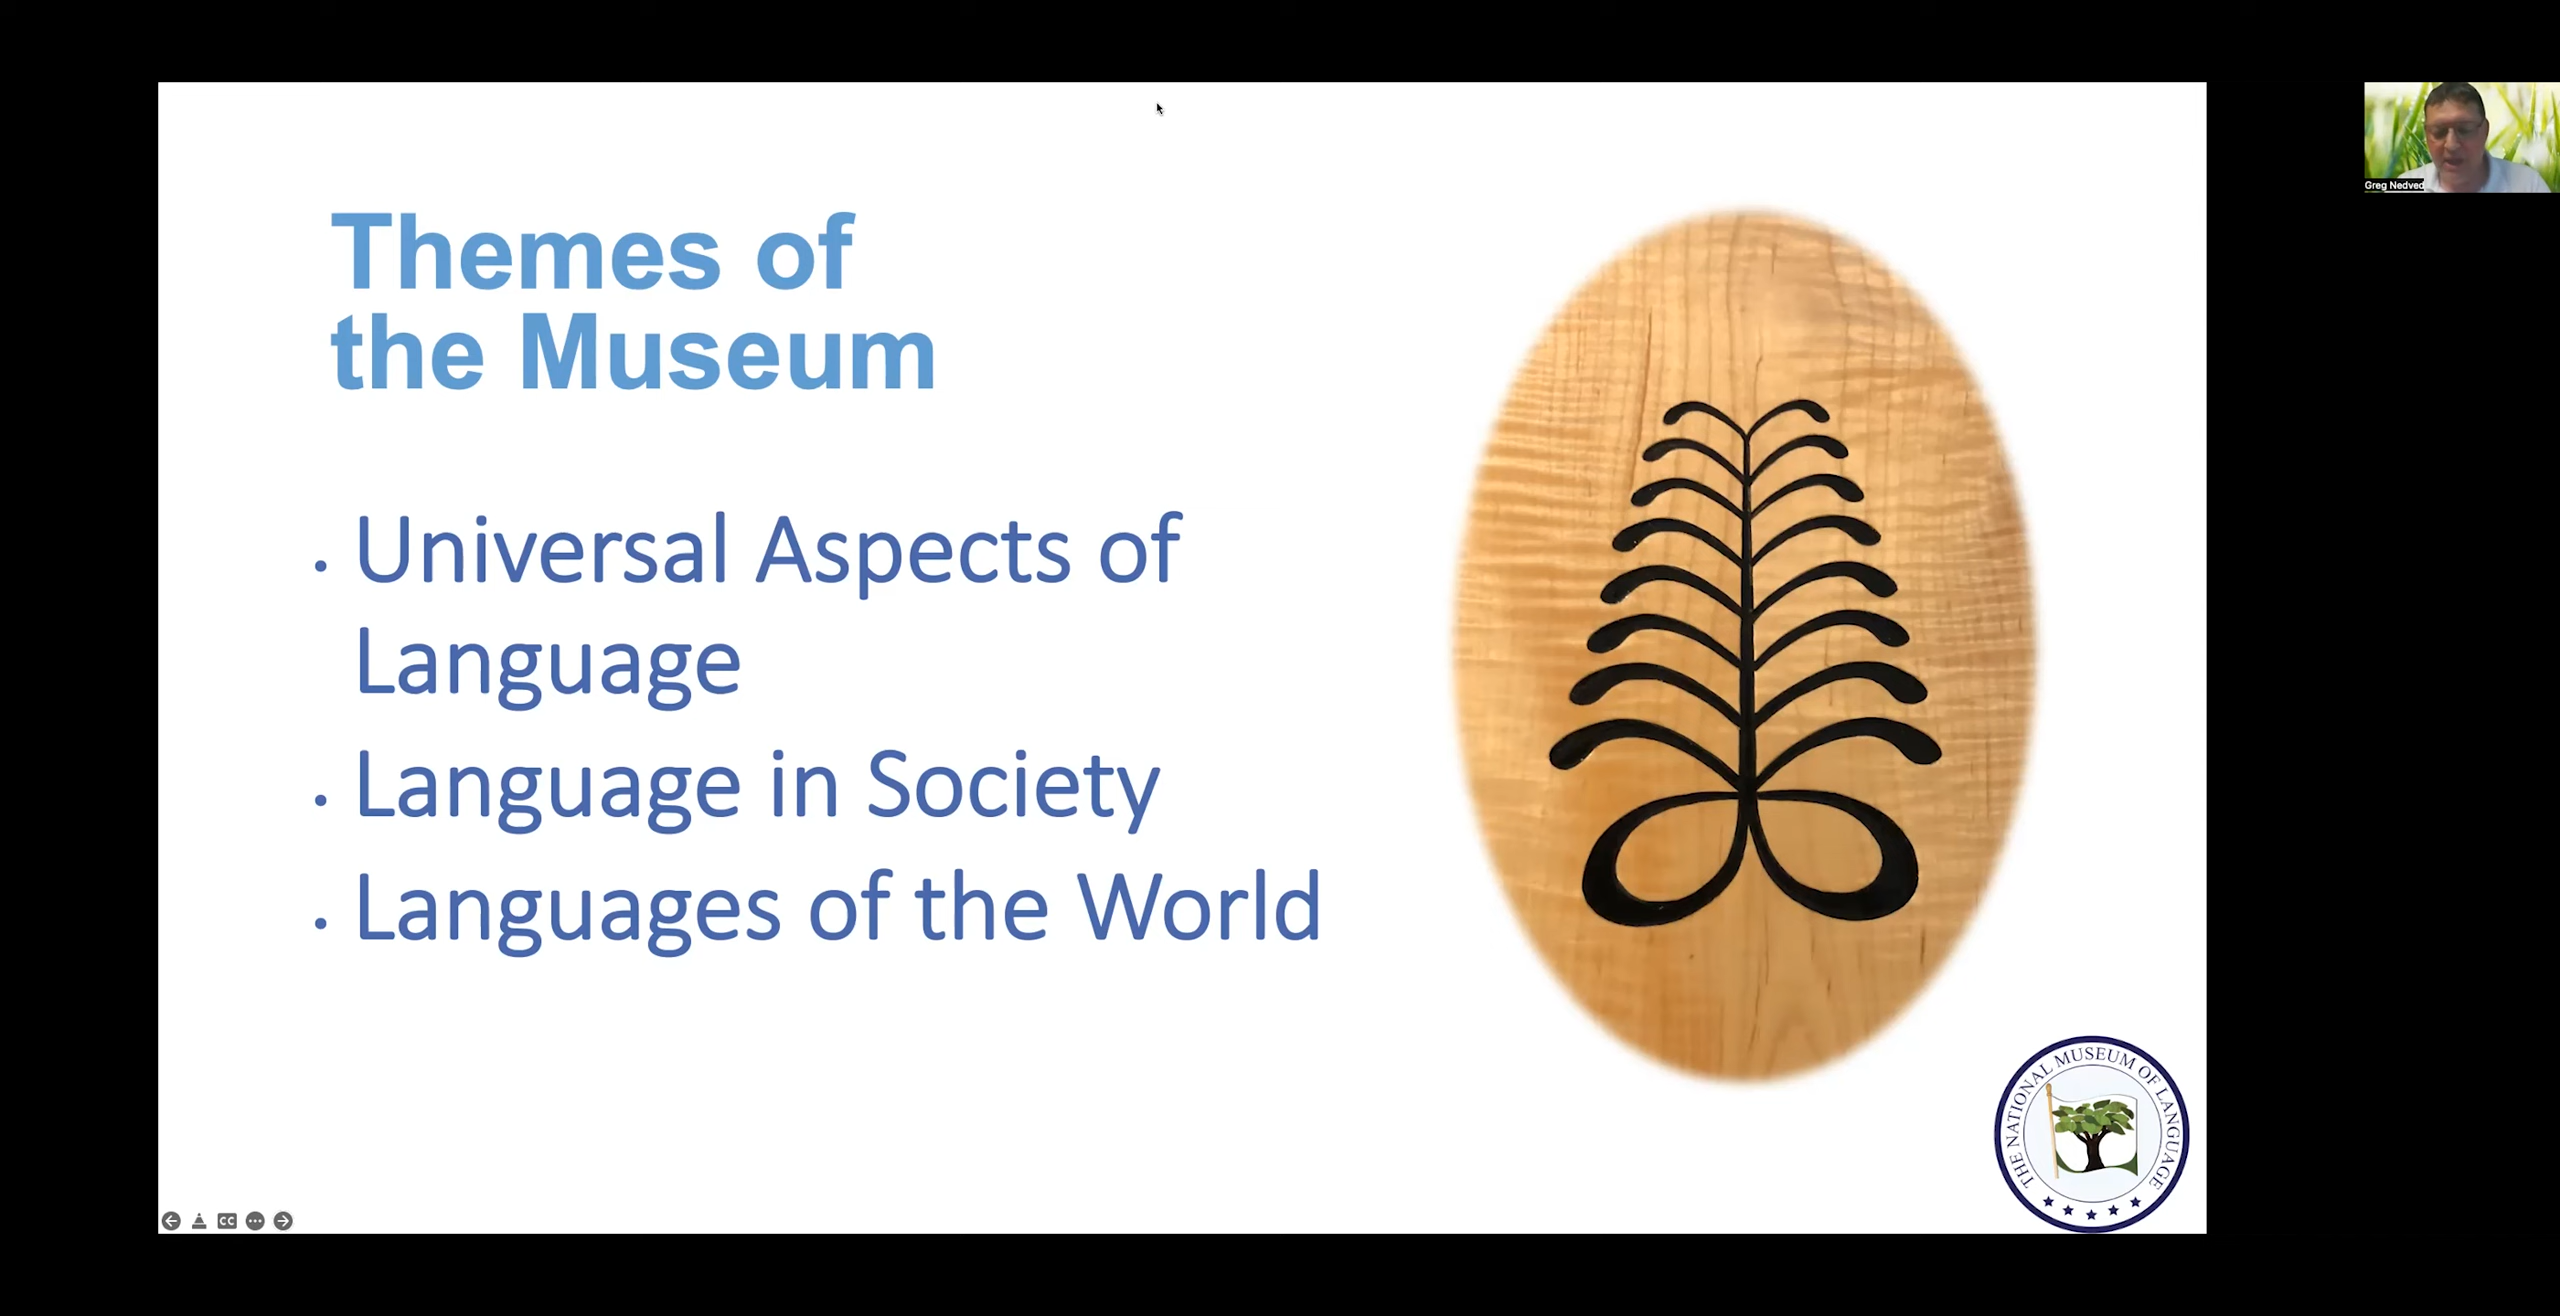 Themes of
the Museum
• Universal Aspects of
Language
• Language in Society
• Languages of the World
THE NATIONAL MUSEUM OF LANGUAGE
Greg Nedved
CC